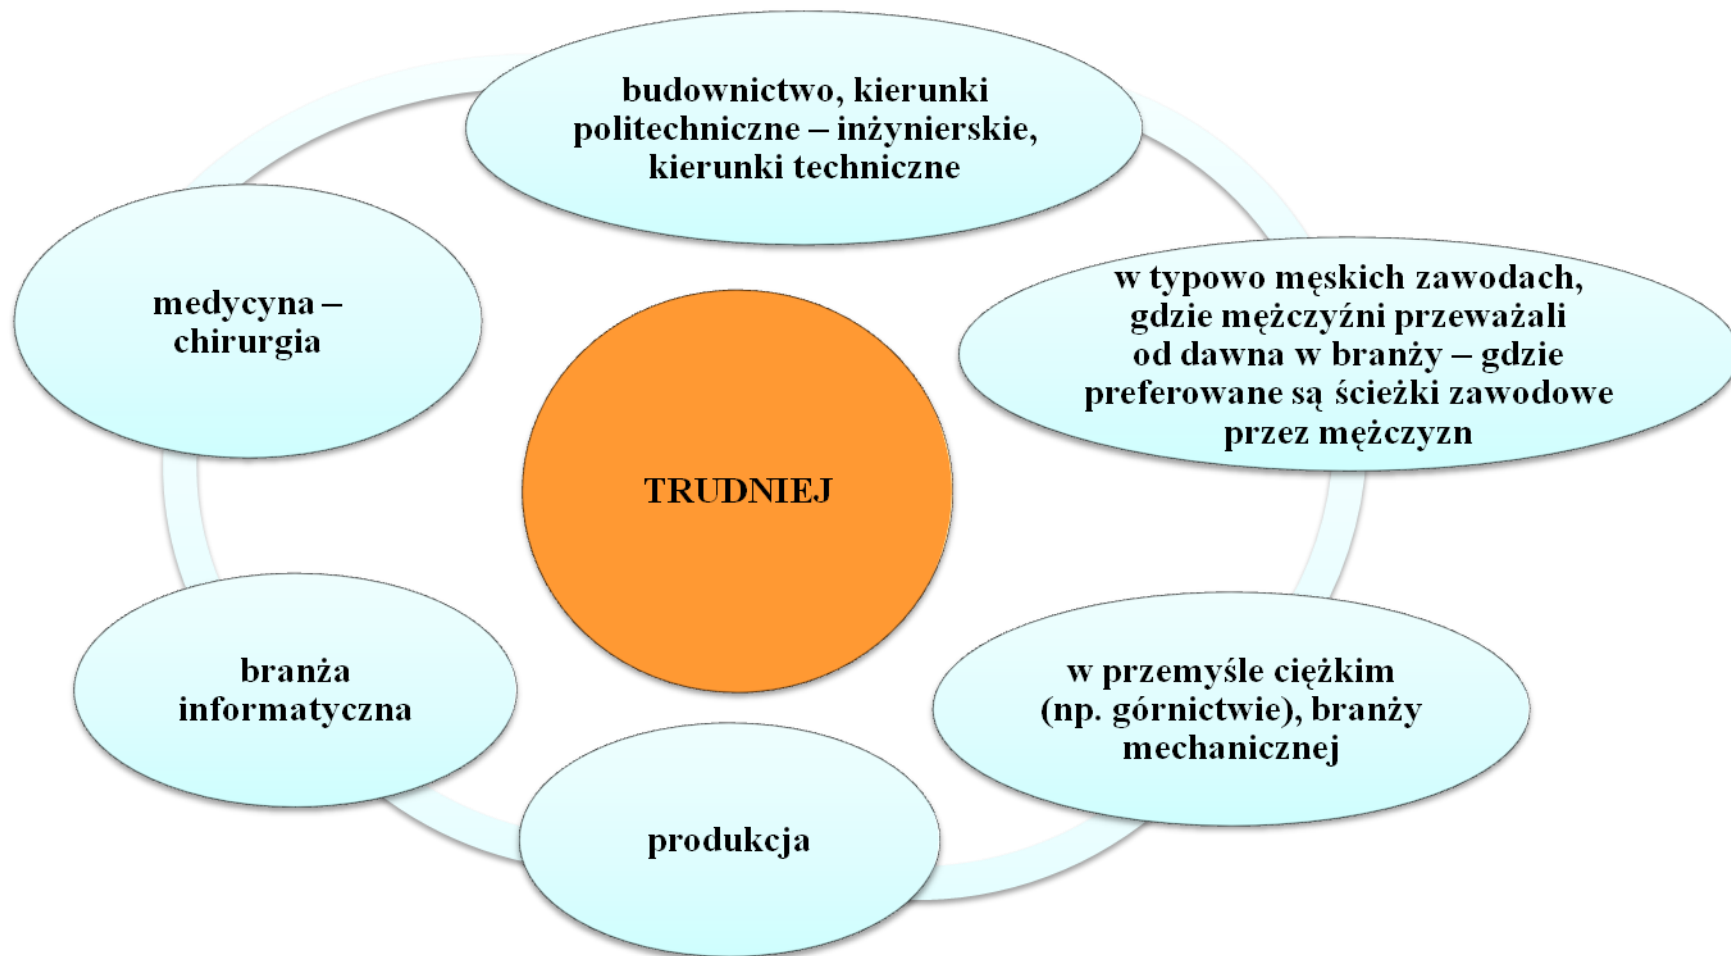 budownictwo, kierunki
politechniczne – inżynierskie,
kierunki techniczne
w typowo męskich zawodach,
gdzie mężczyźni przeważali
od dawna w branży – gdzie
preferowane są ścieżki zawodowe
przez mężczyzn
w przemyśle ciężkim
(np. górnictwie), branży
mechanicznej
produkcja
branża
informatyczna
medycyna –
chirurgia
TRUDNIEJ